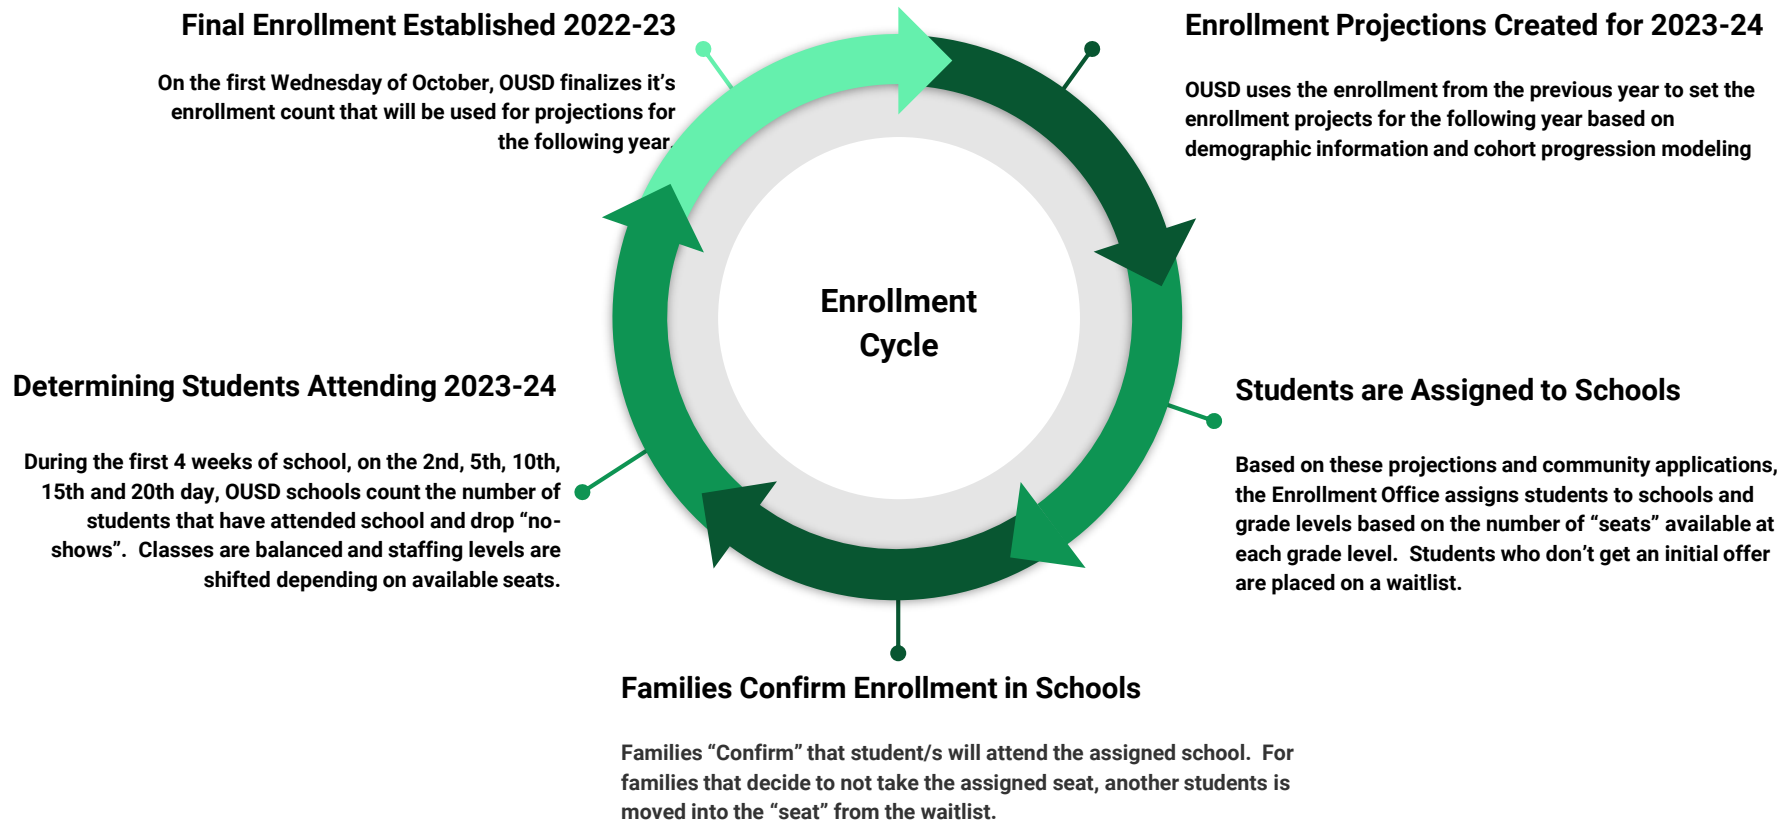 Final Enrollment Established 2022-23
On the first Wednesday of October, OUSD finalizes it's
enrollment count that will be used for projections for
the following year.
Enrollment Projections Created for 2023-24
OUSD uses the enrollment from the previous year to set the
enrollment projects for the following year based on
demographic information and cohort progression modeling
Enrollment
Cycle
Determining Students Attending 2023-24
During the first 4 weeks of school, on the 2nd, 5th, 10th,
15th and 20th day, OUSD schools count the number of
students that have attended school and drop “no-
shows”.  Classes are balanced and staffing levels are
shifted depending on available seats.
Students are Assigned to Schools
Based on these projections and community applications,
the Enrollment Office assigns students to schools and
grade levels based on the number of “seats” available at
each grade level.  Students who don’t get an initial offer
are placed on a waitlist.
Families Confirm Enrollment in Schools
Families “Confirm” that student/s will attend the assigned school.  For
families that decide to not take the assigned seat, another students is
moved into the “seat” from the waitlist.